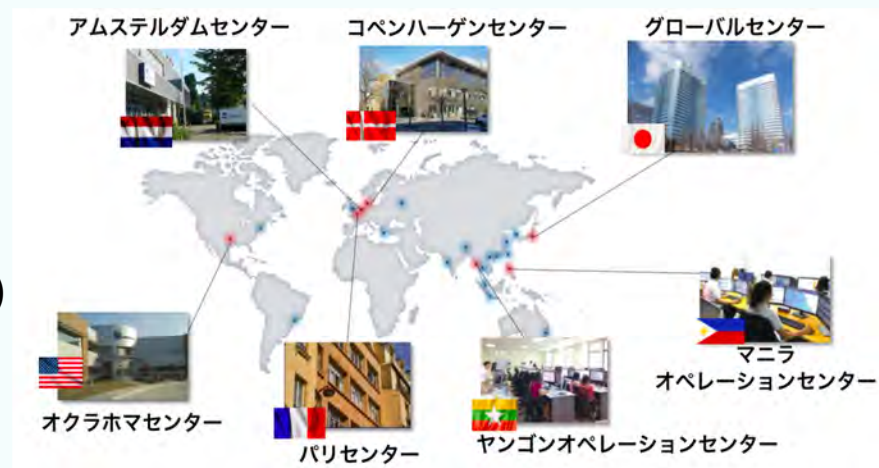 アムステルダムセンター
コペンハーゲンセンター
グローバルセンター
マニラ
オペレーションセンター
オクラホマセンター
パリセンター
ヤンゴンオペレーションセンター